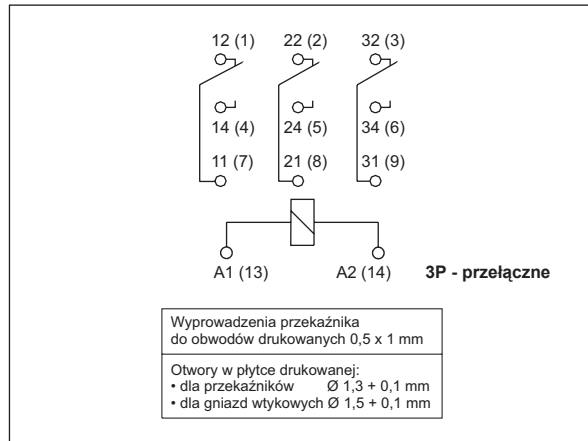 12 (1) 22 (2) 32 (3)
14 (4) 24 (5) 34 (6)
11 (7) 21 (8) 31 (9)
A1 (13) A2 (14) 3P - przełączne
Wyprowadzenia przekaźnika
do obwodów drukowanych 0,5 x 1 mm
Otwory w płytce drukowanej:
• dla przekaźników Ø 1,3 + 0,1 mm
• dla gniazd wtykowych Ø 1,5 + 0,1 mm